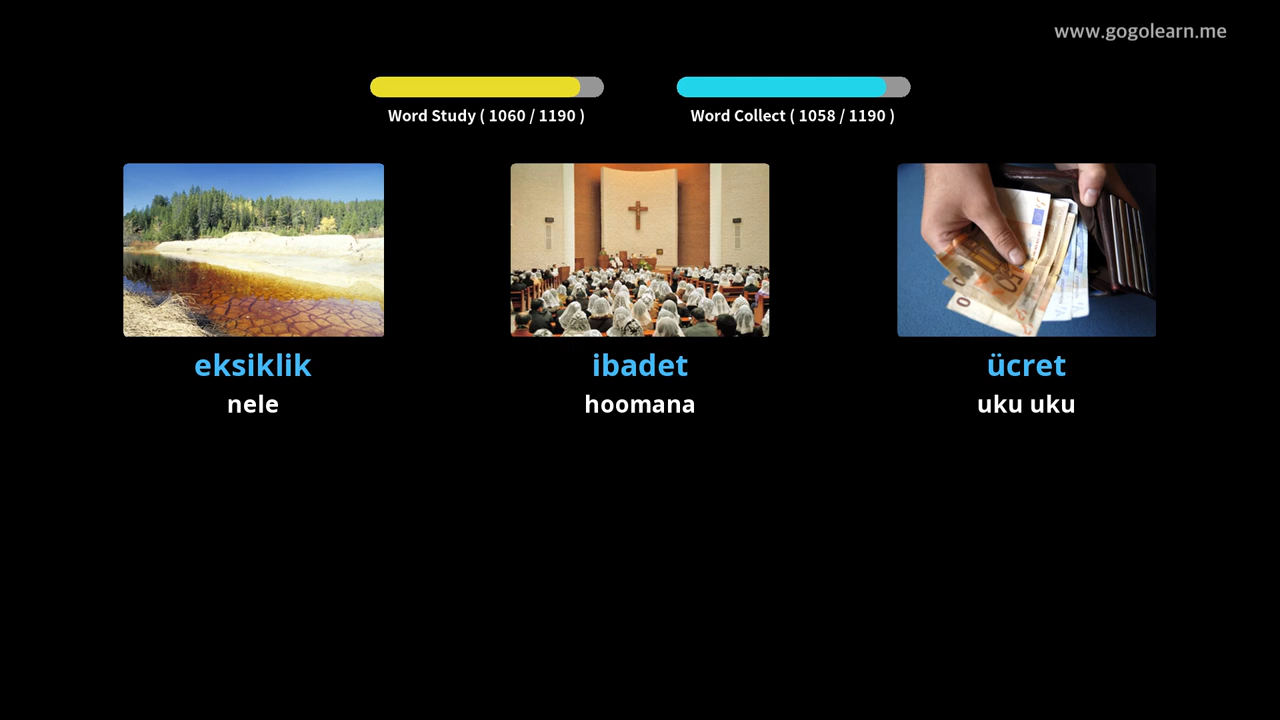 www.gogolearn.me
Word Study ( 1060 / 1190 )
Word Collect ( 1058 / 1190 )
eksiklik
nele
ibadet
hoomana
ücret
uku uku